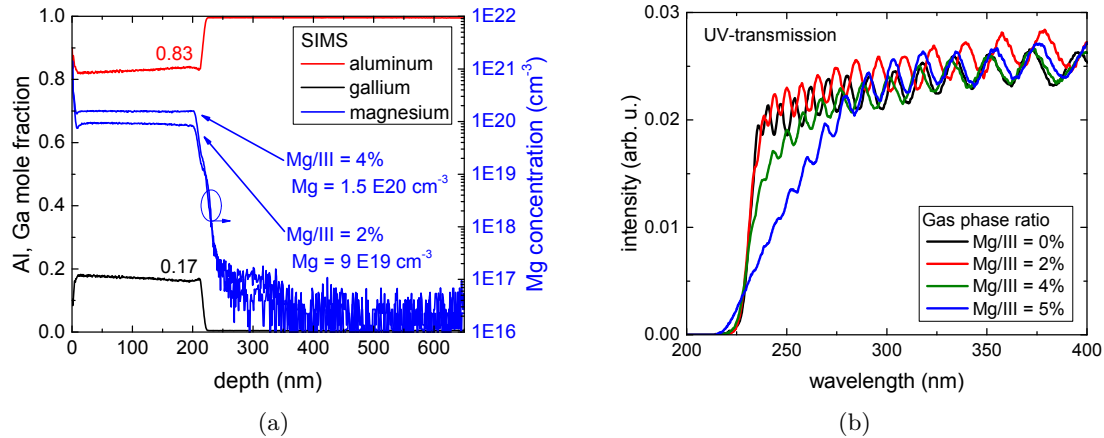 SIMS
aluminum
gallium
magnesium
0.83
0.17
Mg/III = 4%
Mg = 1.5 E20 cm⁻³
Mg/III = 2%
Mg = 9 E19 cm⁻³
Al, Ga mole fraction
1.0
0.8
0.6
0.4
0.2
0.0
0
100
200
300
400
500
600
depth (nm)
1E22
1E21
1E20
1E19
1E18
1E17
1E16
Mg concentration (cm⁻³)
(a)
UV-transmission
intensity (arb. u.)
0.03
0.02
0.01
0.00
200
250
300
350
400
wavelength (nm)
Gas phase ratio
Mg/III = 0%
Mg/III = 2%
Mg/III = 4%
Mg/III = 5%
(b)